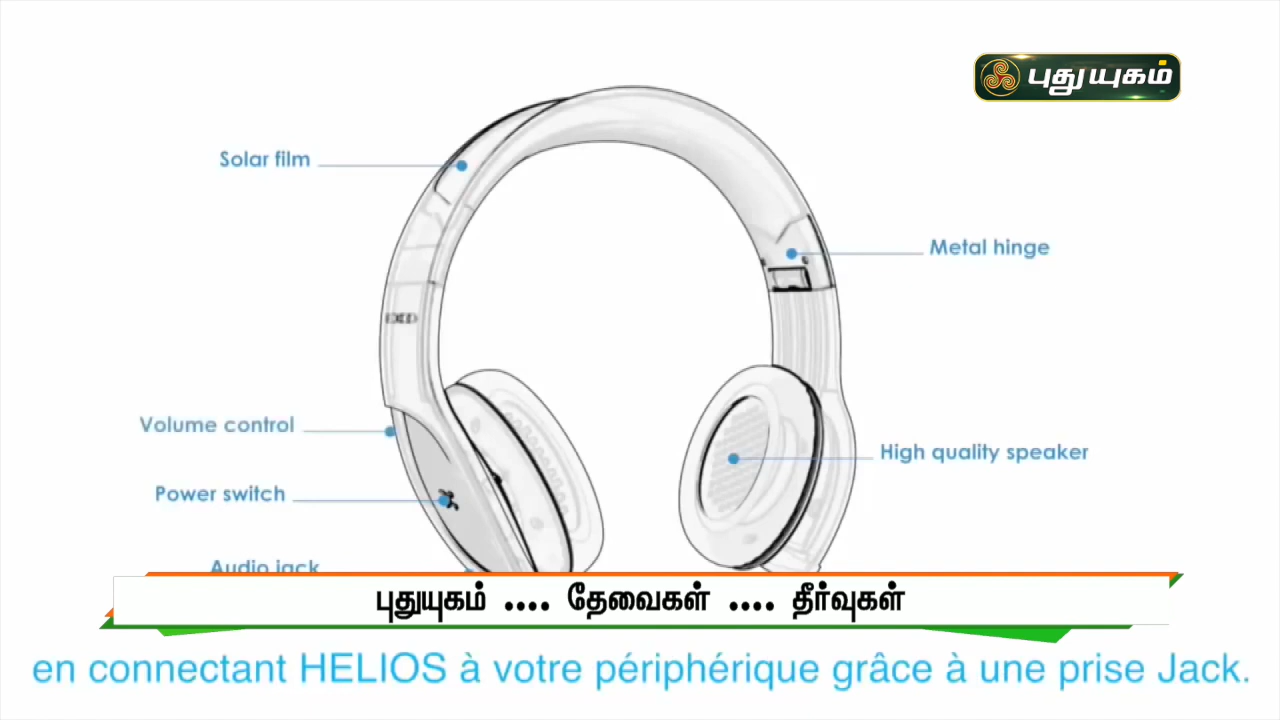 புதுயுகம்
Solar film
Metal hinge
Volume control
High quality speaker
Power switch
Audio jack
புதுயுகம் .... தேவைகள் .... தீர்வுகள்
en connectant HELIOS à votre périphérique grâce à une prise Jack.